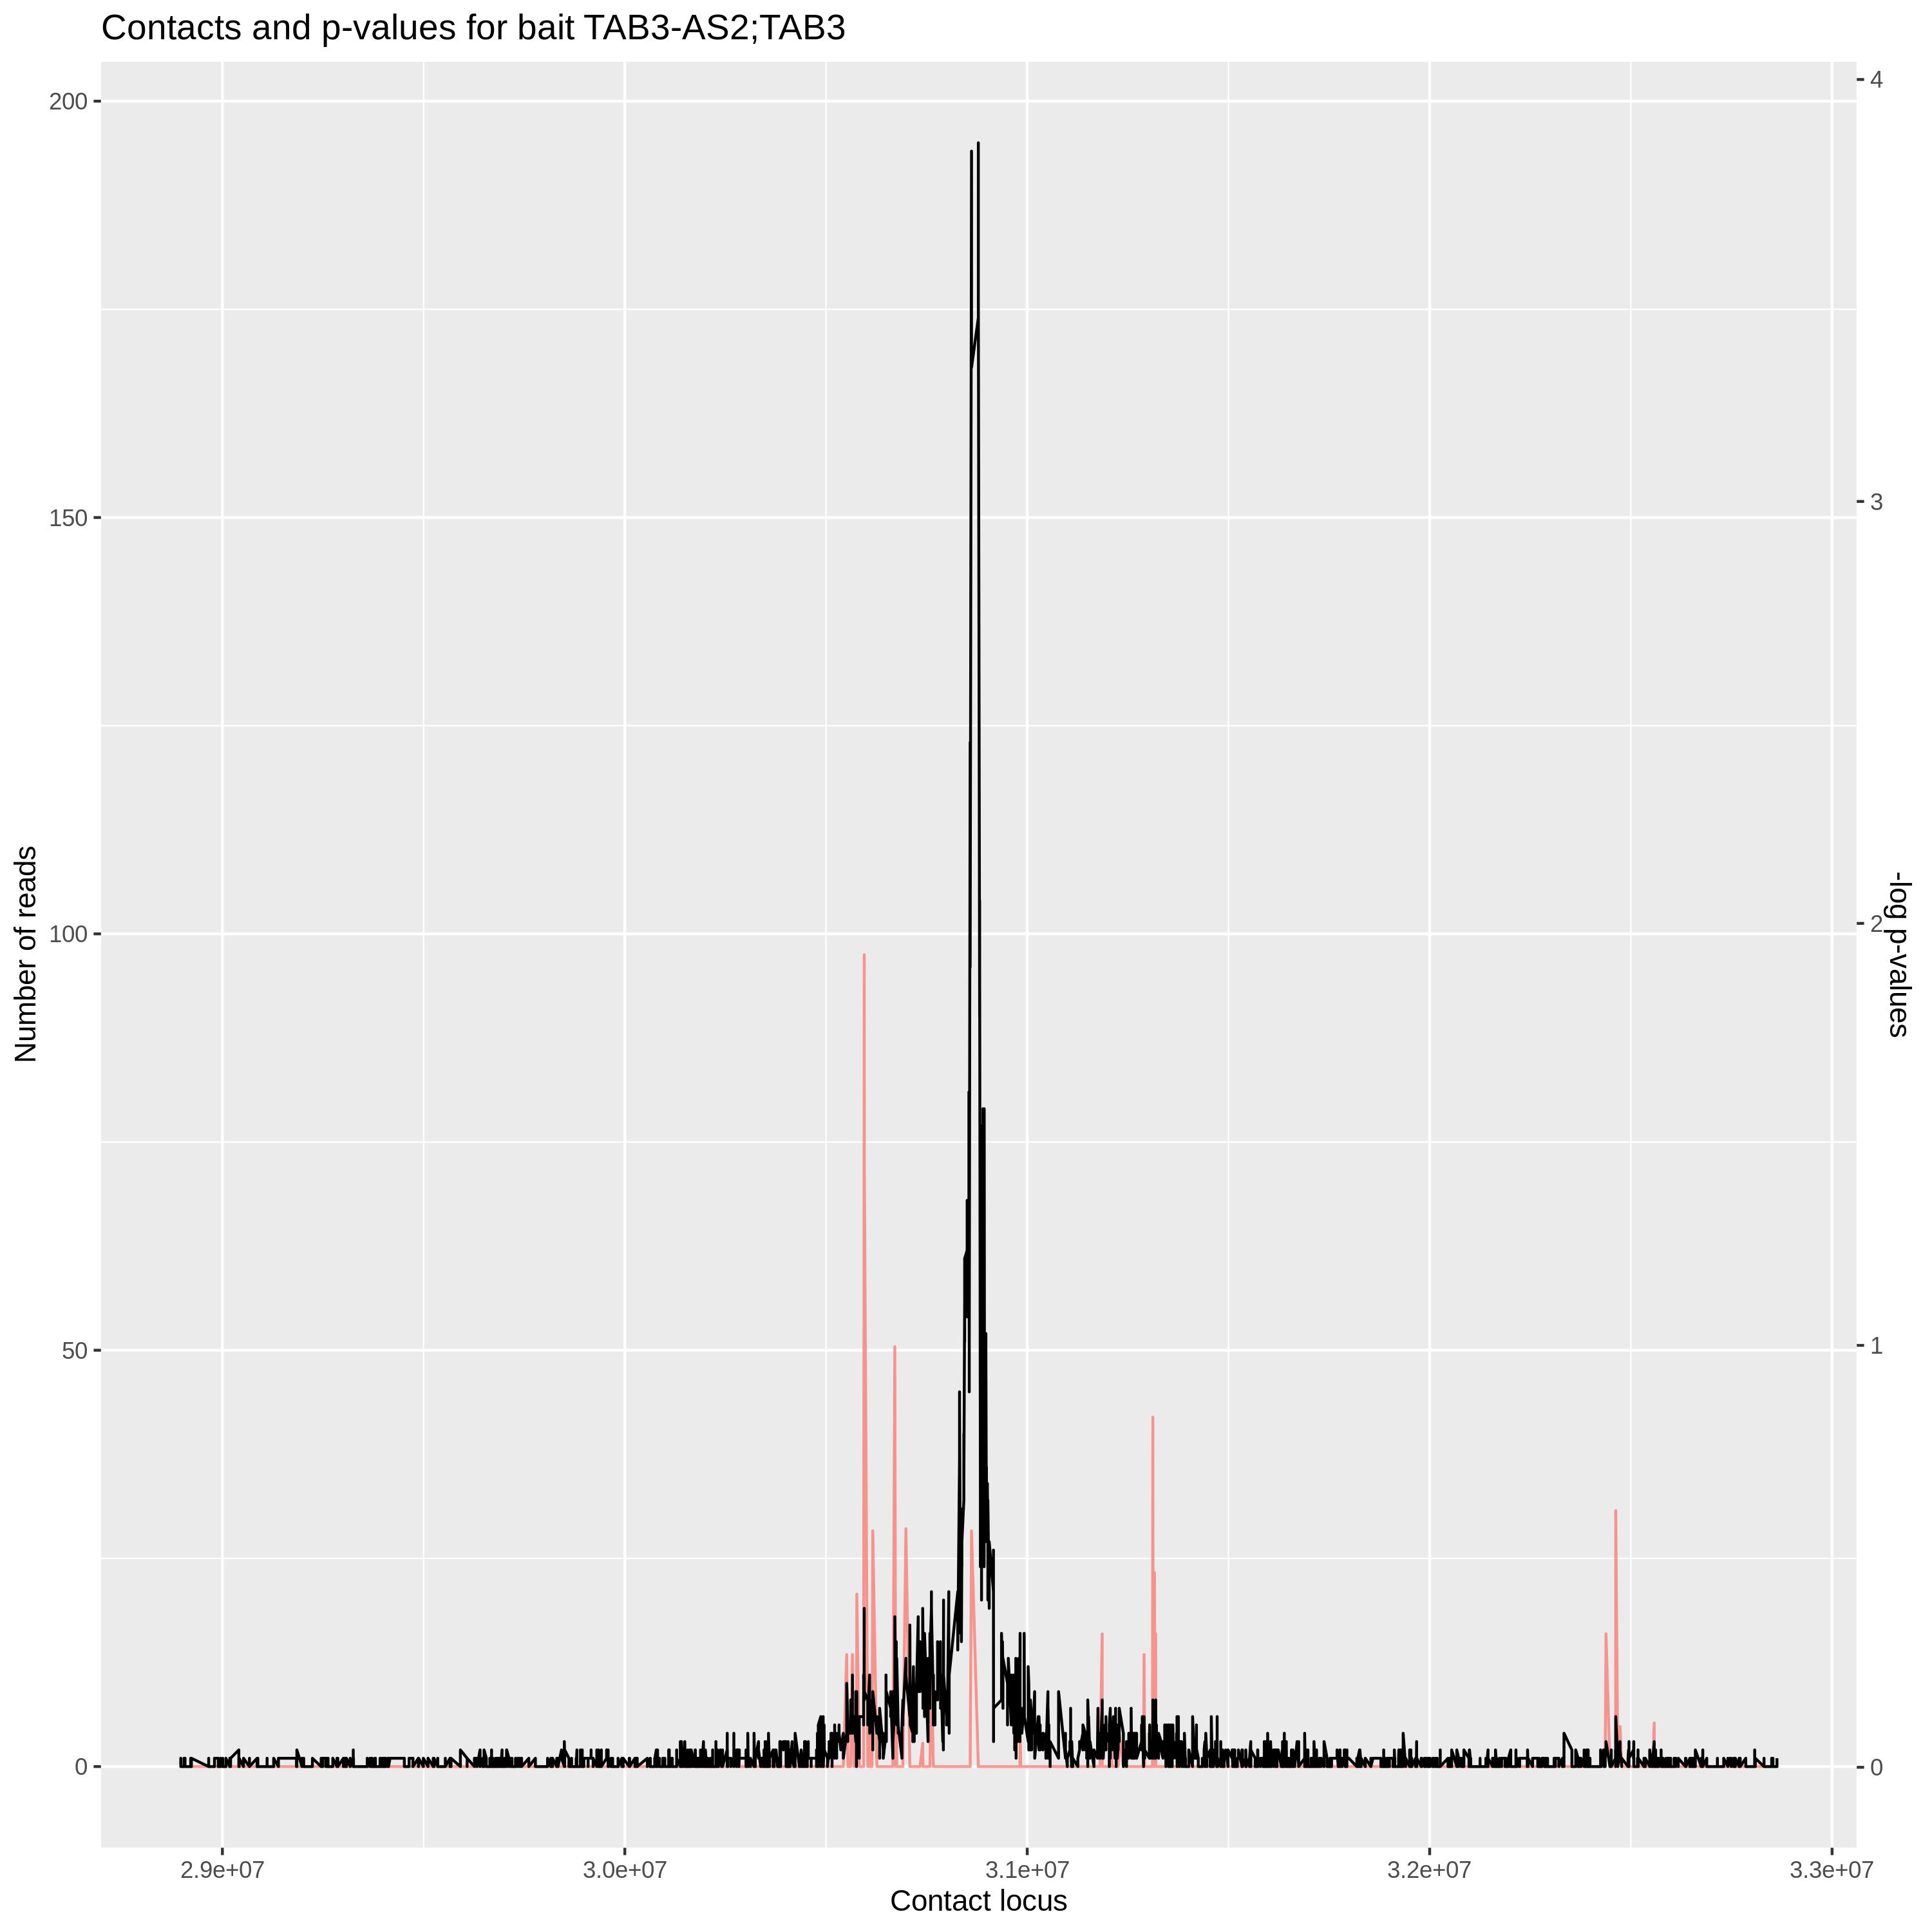 Contacts and p-values for bait TAB3-AS2;TAB3
200
150
100
50
0
Number of reads
4
3
2
1
0
-log p-values
2.9e+07 3.0e+07 3.1e+07 3.2e+07 3.3e+07
Contact locus